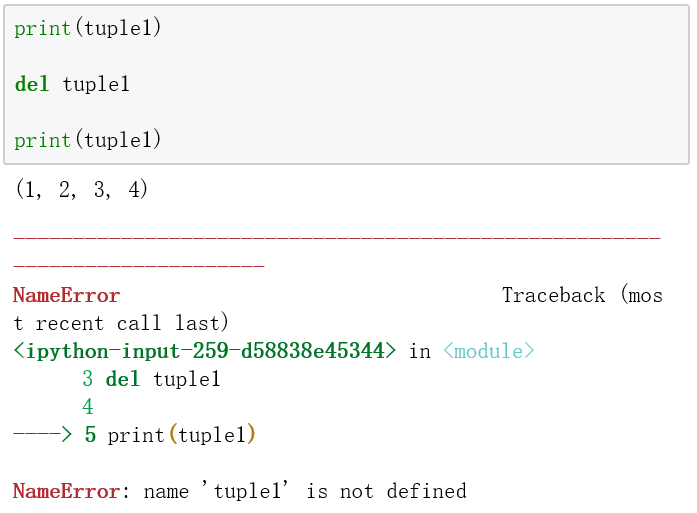 print(tuple1)
del tuple1
print(tuple1)
(1, 2, 3, 4)
---------------------------------------------------------------------------
NameError                                 Traceback (mos
t recent call last)
<ipython-input-259-d58838e45344> in <module>
      3 del tuple1
      4
----> 5 print(tuple1)
NameError: name 'tuple1' is not defined